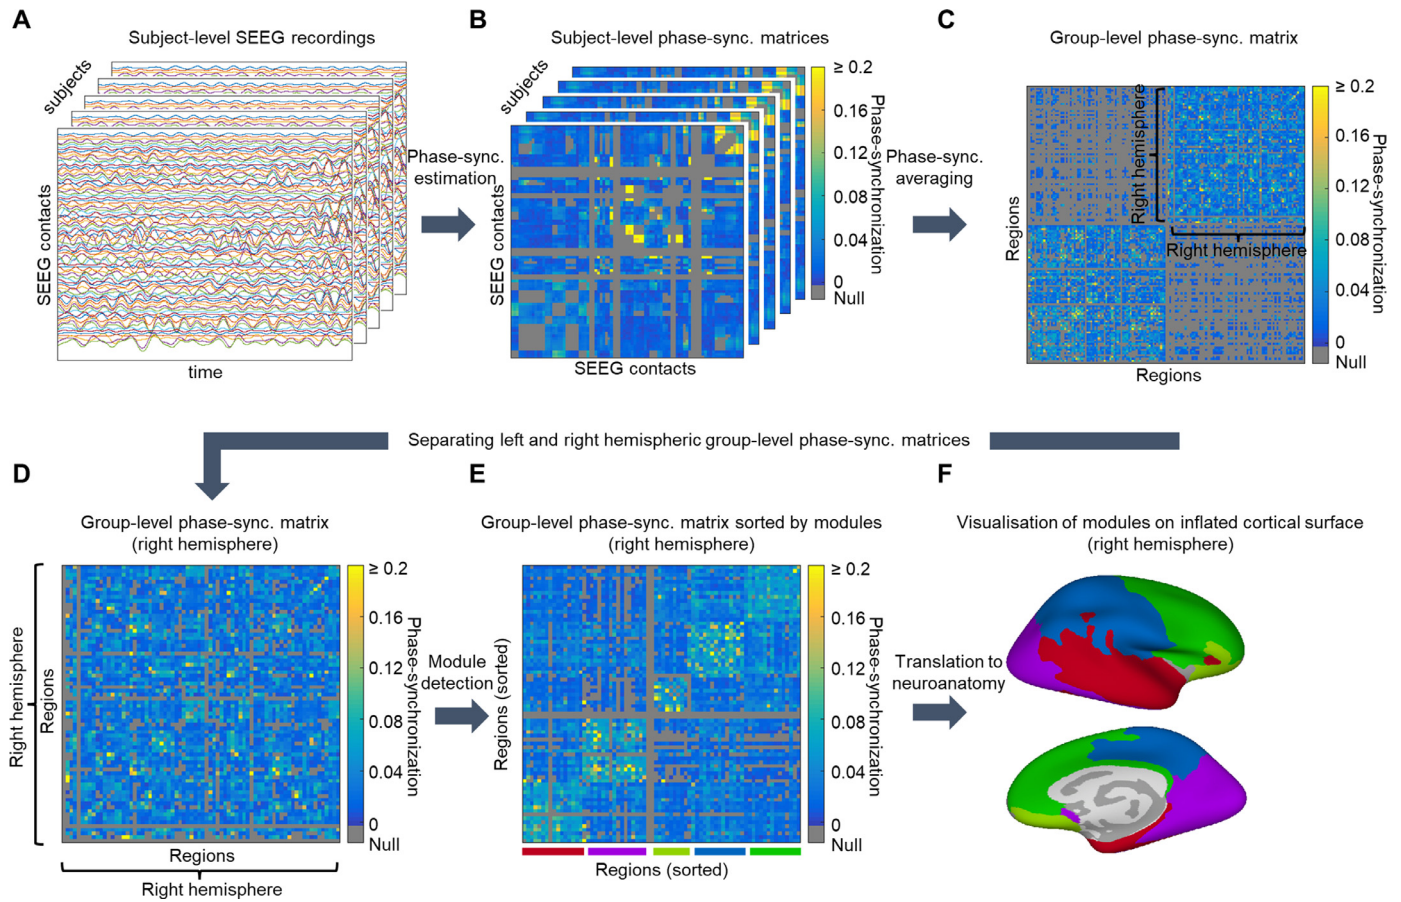 A
Subject-level SEEG recordings
subjects
SEEG contacts
time
Phase-sync.
estimation
B
Subject-level phase-sync. matrices
subjects
SEEG contacts
SEEG contacts
≥ 0.2
0.16
0.12
0.08
0.04
0
Null
Phase-synchronization
Phase-sync.
averaging
C
Group-level phase-sync. matrix
Regions
Right hemisphere
Right hemisphere
Regions
≥ 0.2
0.16
0.12
0.08
0.04
0
Null
Phase-synchronization
Separating left and right hemispheric group-level phase-sync. matrices
D
Group-level phase-sync. matrix
(right hemisphere)
Right hemisphere
Regions
Regions
Right hemisphere
≥ 0.2
0.16
0.12
0.08
0.04
0
Null
Phase-synchronization
Module
detection
E
Group-level phase-sync. matrix sorted by modules
(right hemisphere)
Regions (sorted)
Regions (sorted)
≥ 0.2
0.16
0.12
0.08
0.04
0
Null
Phase-synchronization
Translation to
neuroanatomy
F
Visualisation of modules on inflated cortical surface
(right hemisphere)